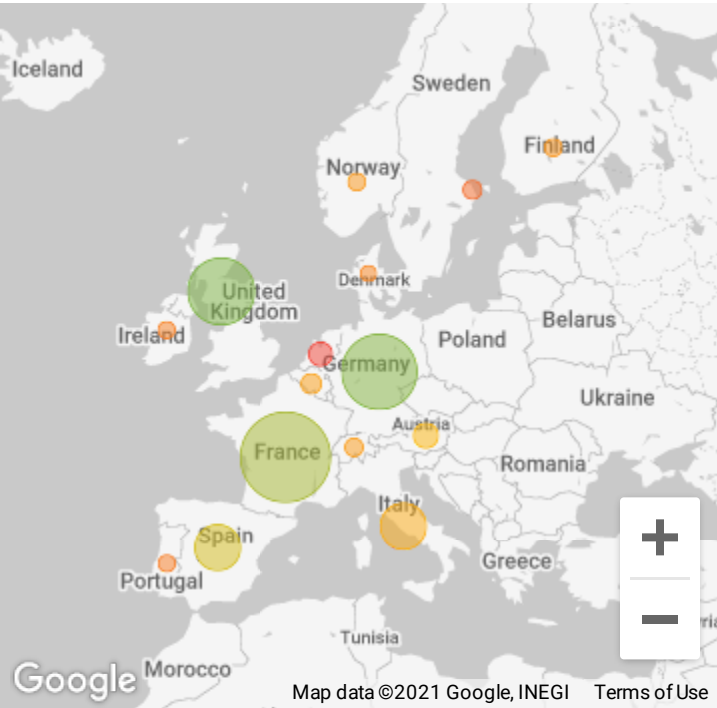 Iceland
Sweden
Finland
Norway
Denmark
United
Kingdom
Ireland
Belarus
Poland
Germany
Ukraine
Austria
France
Romania
Italy
Spain
Greece
Portugal
Tunisia
Morocco
Google
Map data ©2021 Google, INEGI Terms of Use